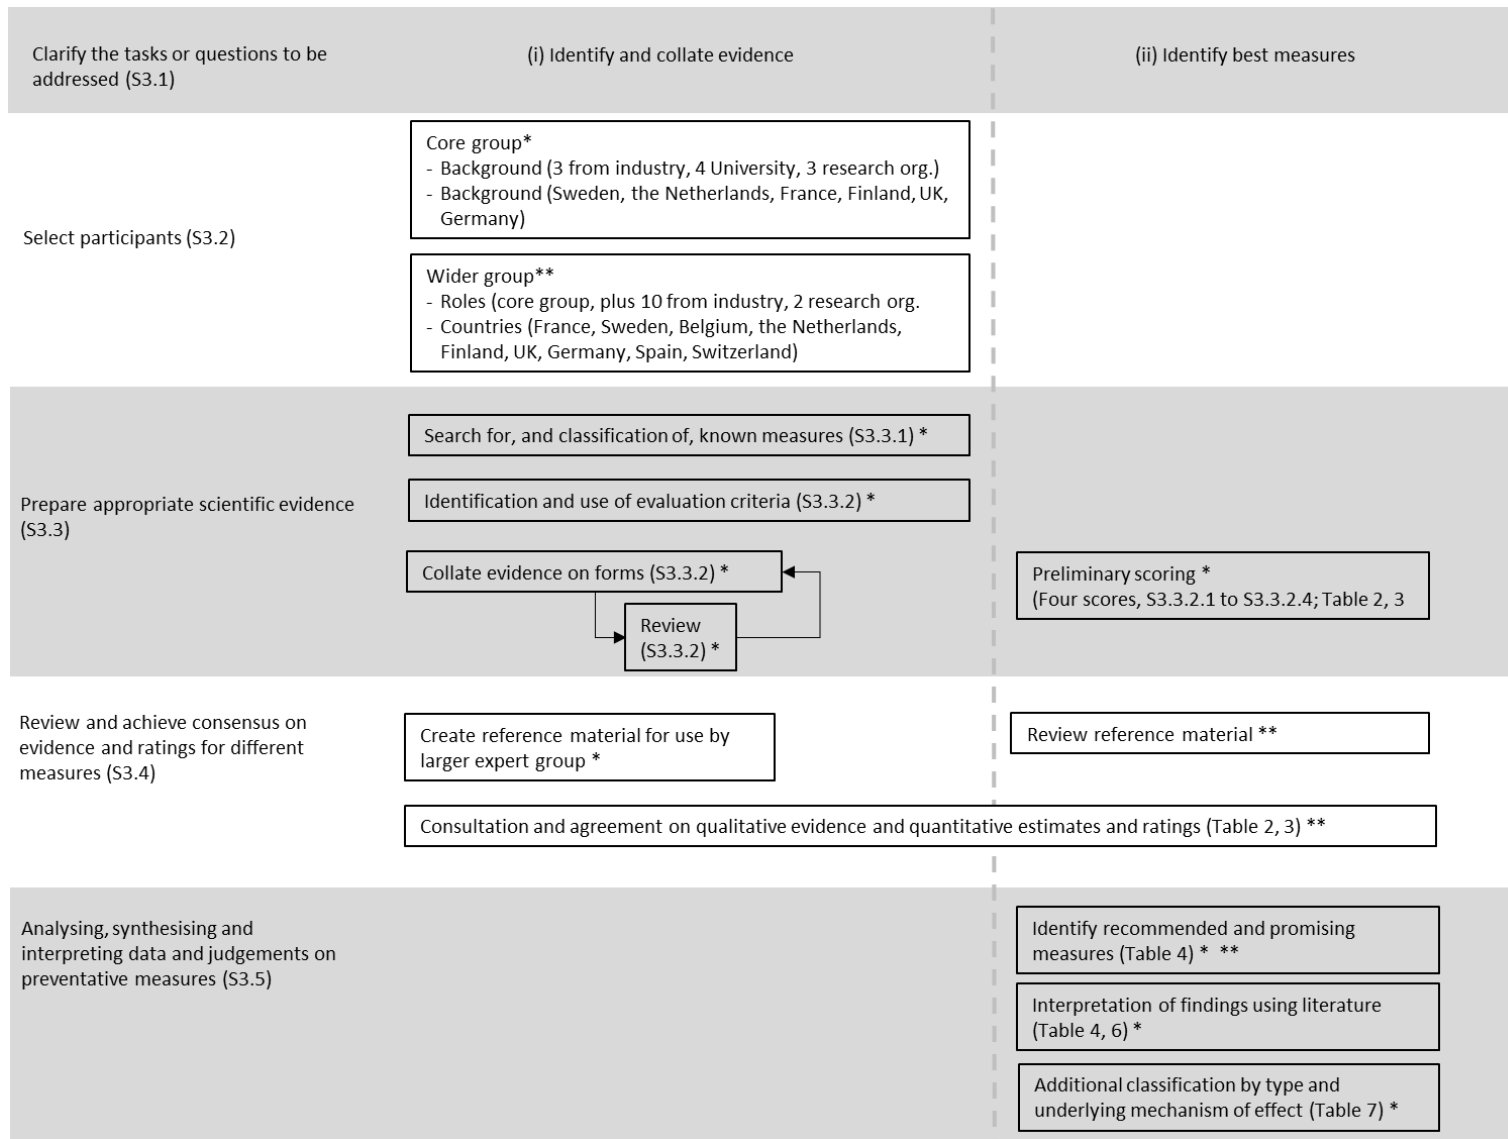 Clarify the tasks or questions to be
addressed (S3.1)
(i) Identify and collate evidence
(ii) Identify best measures
Select participants (S3.2)
Core group*
- Background (3 from industry, 4 University, 3 research org.)
- Background (Sweden, the Netherlands, France, Finland, UK,
Germany)
Wider group**
- Roles (core group, plus 10 from industry, 2 research org.
- Countries (France, Sweden, Belgium, the Netherlands,
Finland, UK, Germany, Spain, Switzerland)
Prepare appropriate scientific evidence
(S3.3)
Search for, and classification of, known measures (S3.3.1) *
Identification and use of evaluation criteria (S3.3.2) *
Collate evidence on forms (S3.3.2) *
Review
(S3.3.2) *
Preliminary scoring *
(Four scores, S3.3.2.1 to S3.3.2.4; Table 2, 3
Review and achieve consensus on
evidence and ratings for different
measures (S3.4)
Create reference material for use by
larger expert group *
Review reference material **
Consultation and agreement on qualitative evidence and quantitative estimates and ratings (Table 2, 3) **
Analysing, synthesising and
interpreting data and judgements on
preventative measures (S3.5)
Identify recommended and promising
measures (Table 4) * **
Interpretation of findings using literature
(Table 4, 6) *
Additional classification by type and
underlying mechanism of effect (Table 7) *